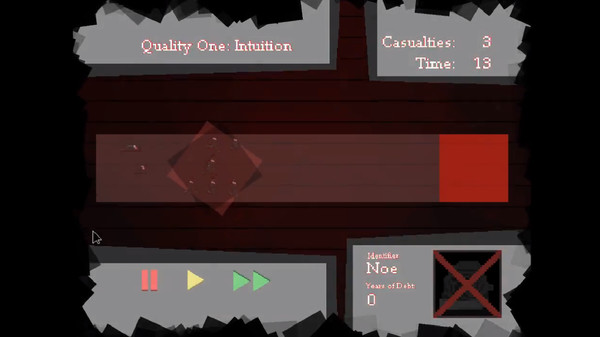 Quality One: Intuition
Casualties: 3
Time: 13
Identifier
Noe
Years of Debt
0